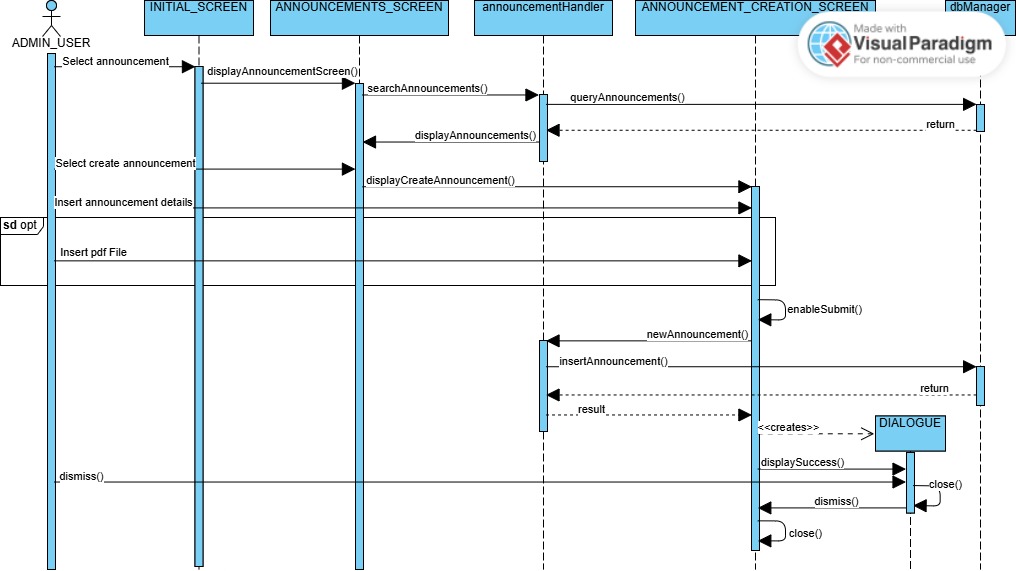 INITIAL_SCREEN
ANNOUNCEMENTS_SCREEN
announcementHandler
ANNOUNCEMENT_CREATION_SCREEN
dbManager
Made with
VisualParadigm
For non-commercial use
ADMIN_USER
Select announcement
displayAnnouncementScreen()
searchAnnouncements()
queryAnnouncements()
return
displayAnnouncements()
Select create announcement
displayCreateAnnouncement()
Insert announcement details
sd opt
Insert pdf File
enableSubmit()
newAnnouncement()
insertAnnouncement()
return
result
<<creates>>
DIALOGUE
displaySuccess()
dismiss()
close()
dismiss()
close()